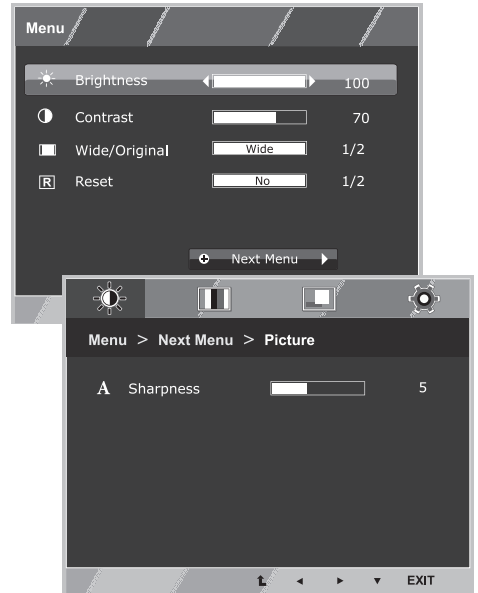 Menu
Brightness 100
Contrast 70
Wide/Original Wide 1/2
R Reset No 1/2
Next Menu
Menu > Next Menu > Picture
A Sharpness 5
EXIT